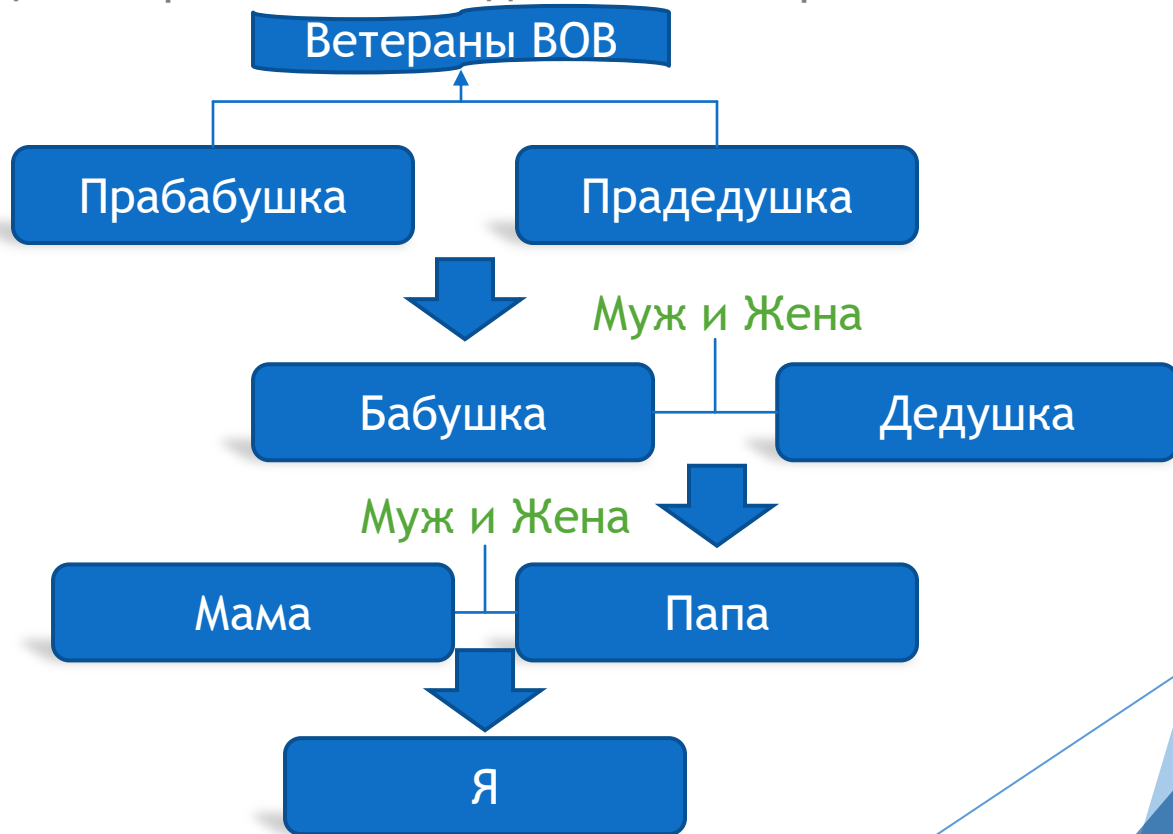 Ветераны ВОВ
Прабабушка
Прадедушка
Муж и Жена
Бабушка
Дедушка
Муж и Жена
Мама
Папа
Я